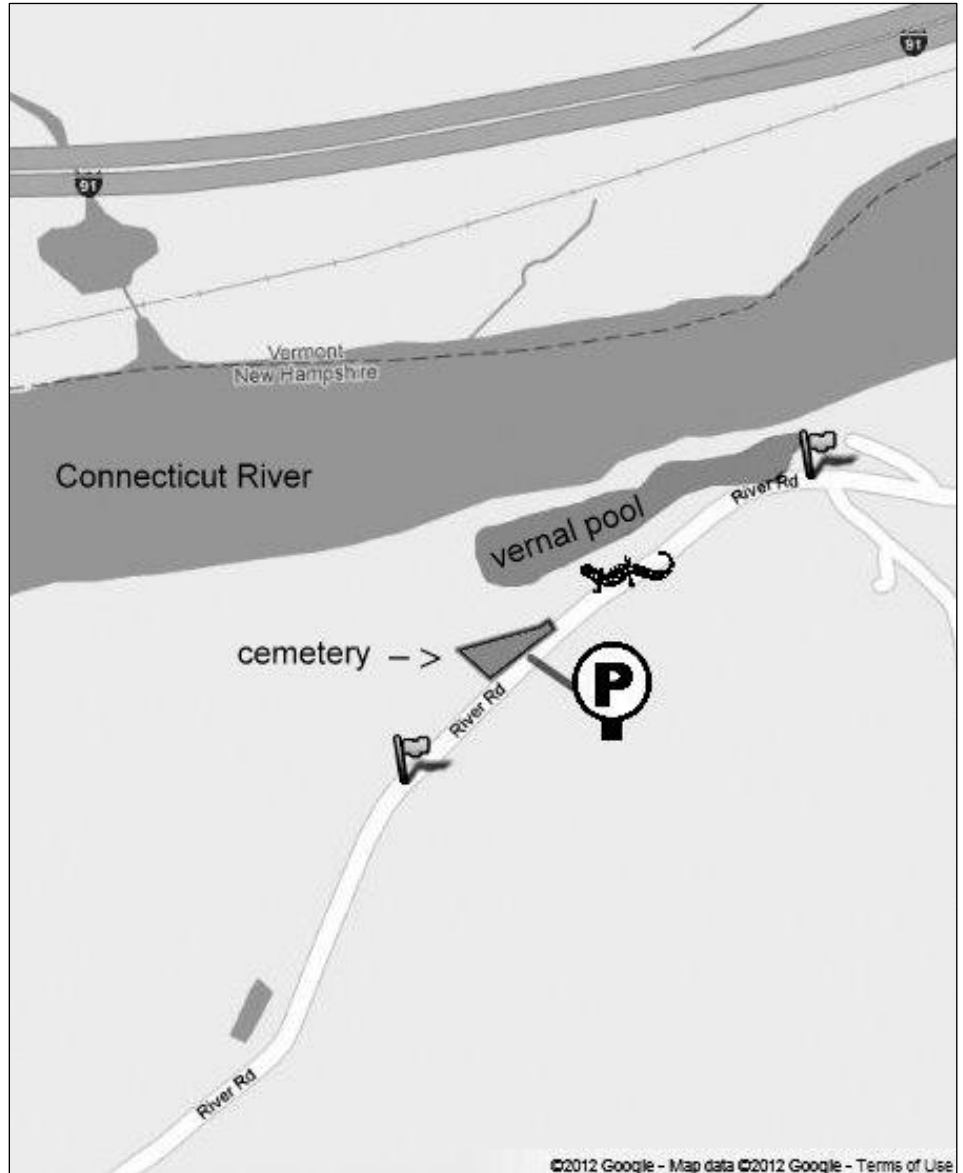 91
91
Vermont
New Hampshire
Connecticut River
River Rd
vernal pool
cemetery – >
P
River Rd
River Rd
©2012 Google - Map data ©2012 Google - Terms of Use